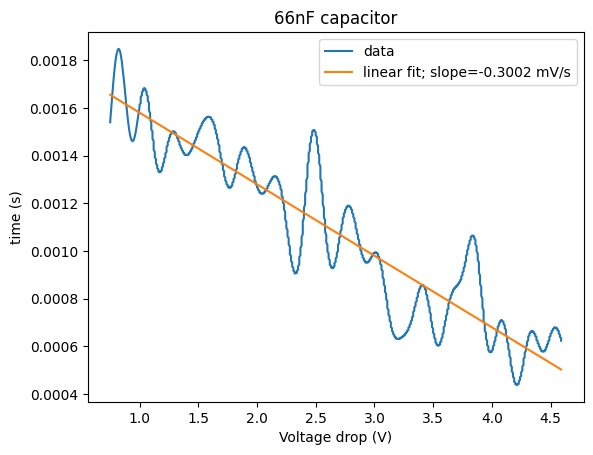 66nF capacitor
data
linear fit; slope=-0.3002 mV/s
time (s)
0.0018
0.0016
0.0014
0.0012
0.0010
0.0008
0.0006
0.0004
1.0 1.5 2.0 2.5 3.0 3.5 4.0 4.5
Voltage drop (V)